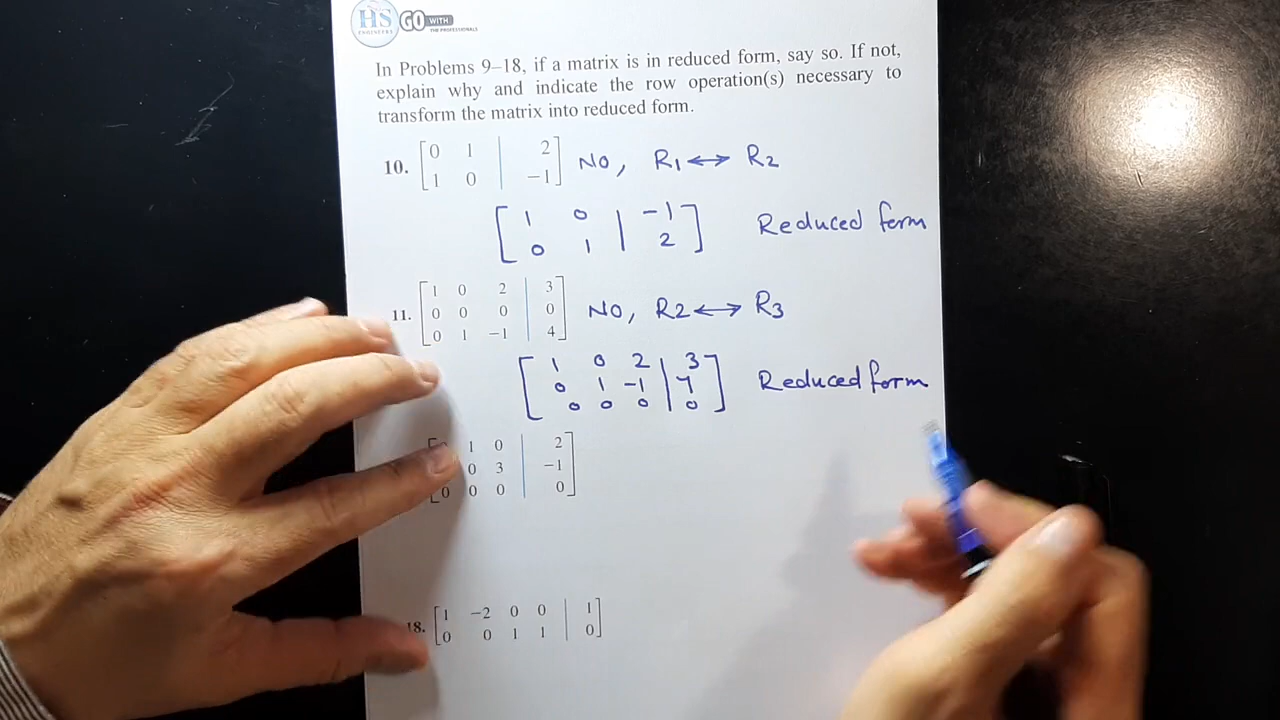 HS GO WITH
ENGINEERY THE PROFESSIONALS
In Problems 9–18, if a matrix is in reduced form, say so. If not,
explain why and indicate the row operation(s) necessary to
transform the matrix into reduced form.
10. [0 1 | 2
1 0 | −1] NO, R1 ↔ R2
[1 0 | −1
0 1 | 2] Reduced form
11. [1 0 2 | 3
0 0 0 | 0
0 1 −1 | 4] NO, R2 ↔ R3
[1 0 2 | 3
0 1 −1 | 4
0 0 0 | 0] Reduced form
1 0 | 2
0 3 | −1
[0 0 0 | 0]
18. [1 −2 0 0 | 1
0 0 1 1 | 0]